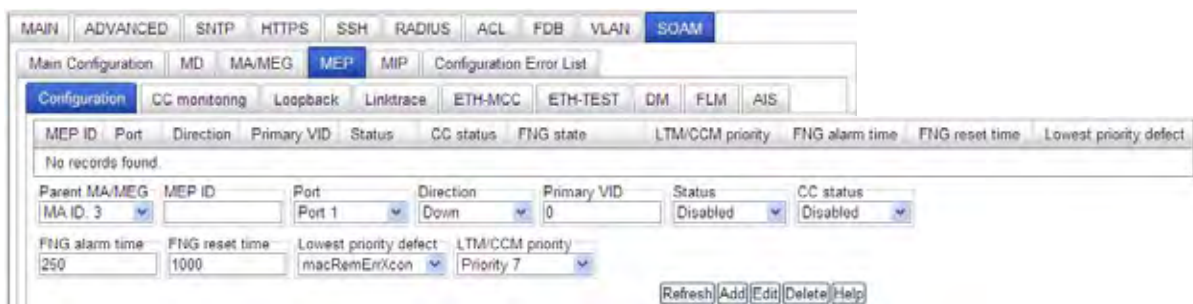 MAIN ADVANCED SNTP HTTPS SSH RADIUS ACL FDB VLAN SOAM
Main Configuration MD MA/MEG MEP MIP Configuration Error List
Configuration CC monitoring Loopback Linktrace ETH-MCC ETH-TEST DM FLM AIS
MEP ID Port Direction Primary VID Status CC status FNG state LTM/CCM priority FNG alarm time FNG reset time Lowest priority defect
No records found.
Parent MA/MEG MEP ID Port Direction Primary VID Status CC status
MA ID. 3 Port 1 Down 0 Disabled Disabled
FNG alarm time FNG reset time Lowest priority defect LTM/CCM priority
250 1000 macRemErrXcon Priority 7
Refresh Add Edit Delete Help